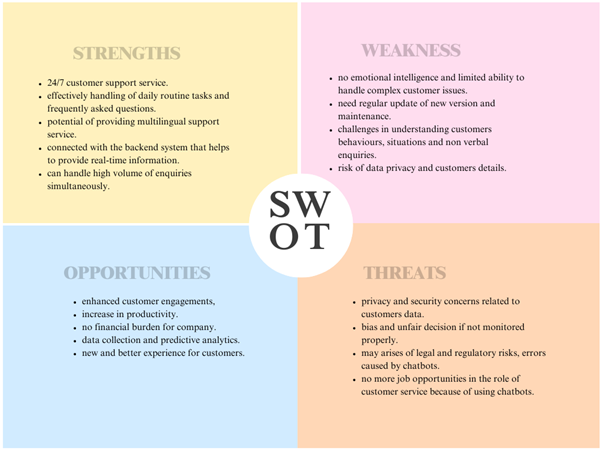 STRENGTHS
24/7 customer support service.
effectively handling of daily routine tasks and
frequently asked questions.
potential of providing multilingual support
service.
connected with the backend system that helps
to provide real-time information.
can handle high volume of enquiries
simultaneously.
WEAKNESS
no emotional intelligence and limited ability to
handle complex customer issues.
need regular update of new version and
maintenance.
challenges in understanding customers
behaviours, situations and non verbal
enquiries.
risk of data privacy and customers details.
SW
OT
OPPORTUNITIES
enhanced customer engagements,
increase in productivity.
no financial burden for company.
data collection and predictive analytics.
new and better experience for customers.
THREATS
privacy and security concerns related to
customers data.
bias and unfair decision if not monitored
properly.
may arises of legal and regulatory risks, errors
caused by chatbots.
no more job opportunities in the role of
customer service because of using chatbots.